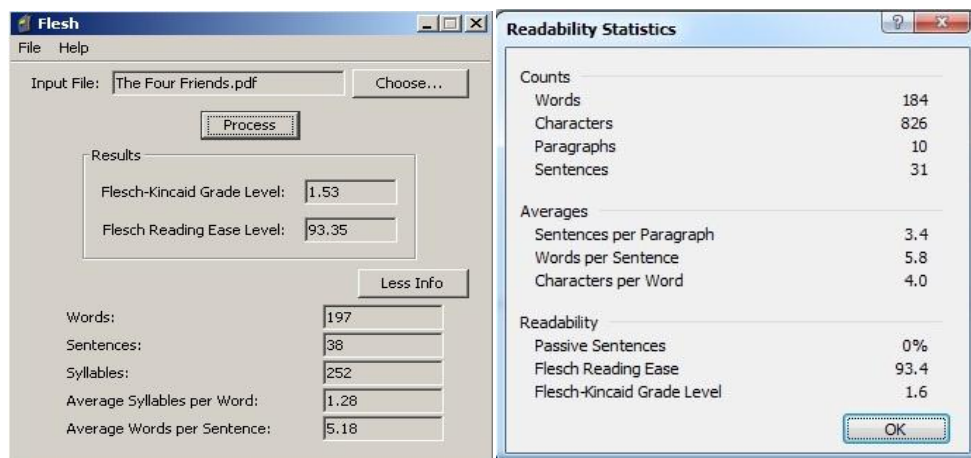 Flesh
File Help
Input File: The Four Friends.pdf Choose...
Process
Results
Flesch-Kincaid Grade Level: 1.53
Flesch Reading Ease Level: 93.35
Less Info
Words: 197
Sentences: 38
Syllables: 252
Average Syllables per Word: 1.28
Average Words per Sentence: 5.18
Readability Statistics
Counts
Words 184
Characters 826
Paragraphs 10
Sentences 31
Averages
Sentences per Paragraph 3.4
Words per Sentence 5.8
Characters per Word 4.0
Readability
Passive Sentences 0%
Flesch Reading Ease 93.4
Flesch-Kincaid Grade Level 1.6
OK